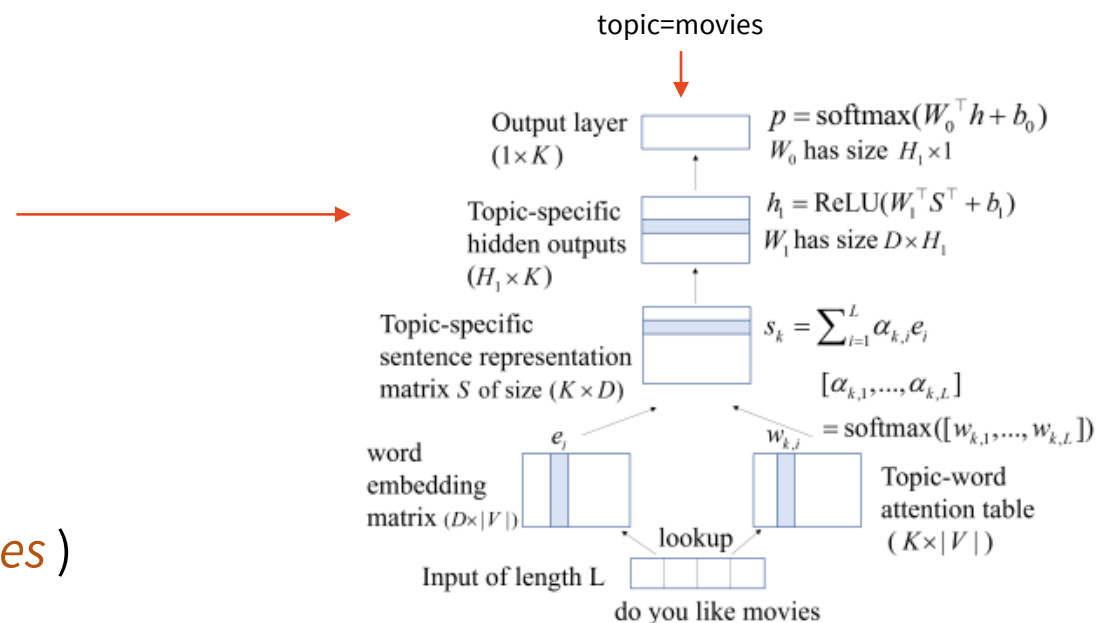 topic=movies
Output layer
(1×K)
p = softmax(W₀ᵀh + b₀)
W₀ has size H₁×1
Topic-specific
hidden outputs
(H₁×K)
h₁ = ReLU(W₁ᵀSᵀ + b₁)
W₁ has size D×H₁
Topic-specific
sentence representation
matrix S of size (K×D)
sₖ = ∑ᵢ₌₁ᴸ αₖ,ᵢeᵢ
[αₖ,₁,...,αₖ,L]
= softmax([wₖ,₁,...,wₖ,L])
eᵢ
wₖ,ᵢ
word
embedding
matrix (D×|V|)
Topic-word
attention table
(K×|V|)
es )
lookup
Input of length L
do you like movies